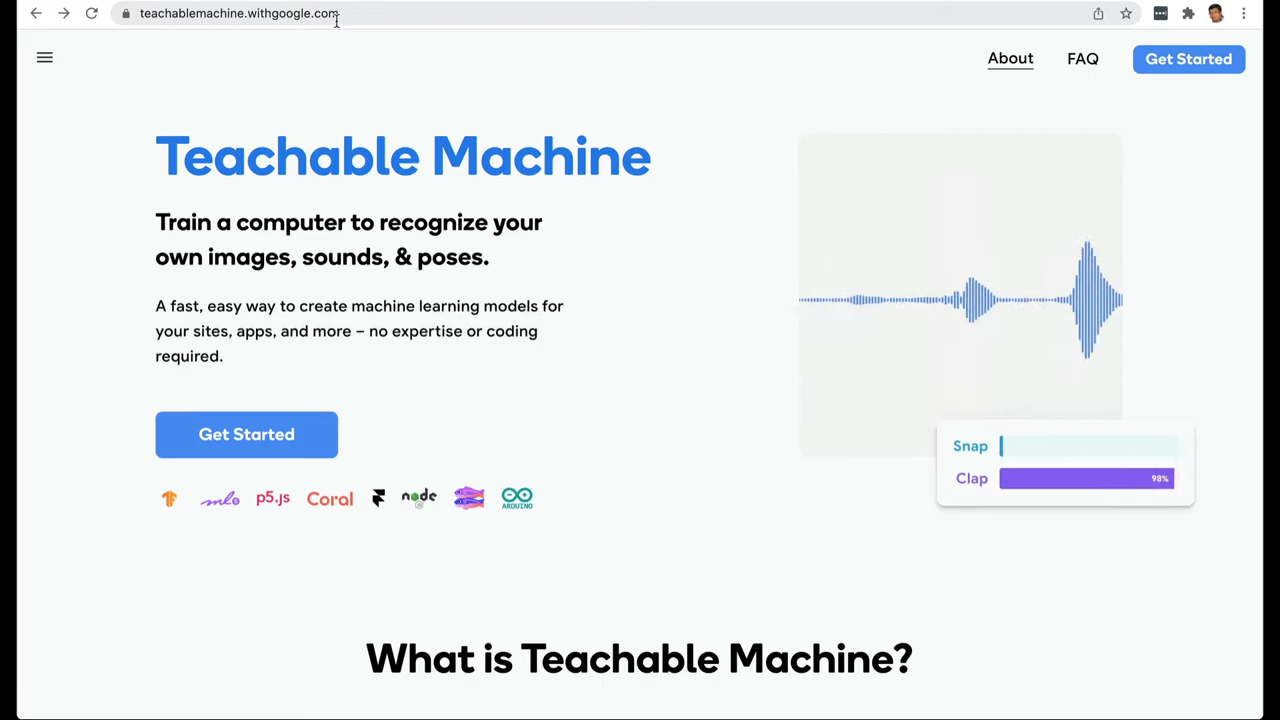 teachablemachine.withgoogle.com
About
FAQ
Get Started
Teachable Machine
Train a computer to recognize your
own images, sounds, & poses.
A fast, easy way to create machine learning models for
your sites, apps, and more – no expertise or coding
required.
Get Started
p5.js
Coral
node
ARDUINO
Snap
Clap
98%
What is Teachable Machine?